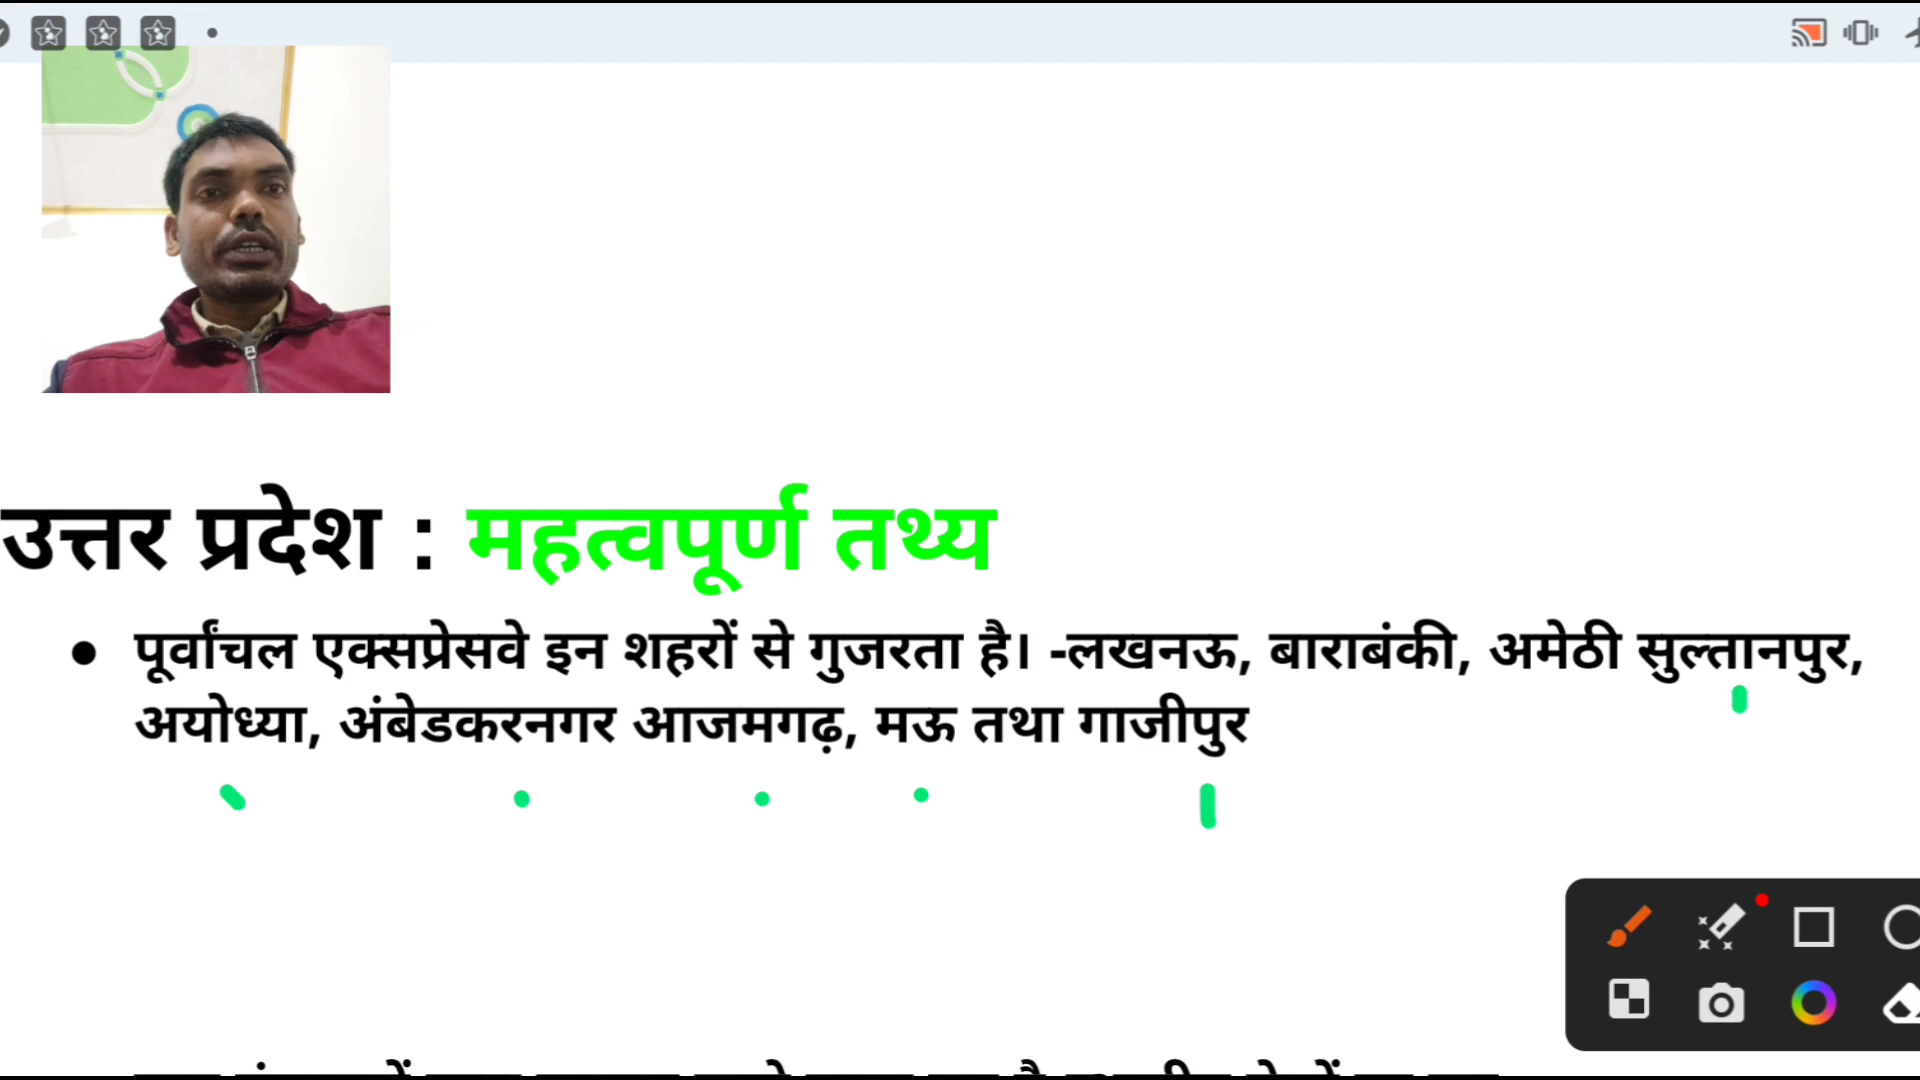 उत्तर प्रदेश : महत्वपूर्ण तथ्य
● पूर्वांचल एक्सप्रेसवे इन शहरों से गुजरता है। -लखनऊ, बाराबंकी, अमेठी सुल्तानपुर,
अयोध्या, अंबेडकरनगर आजमगढ़, मऊ तथा गाजीपुर